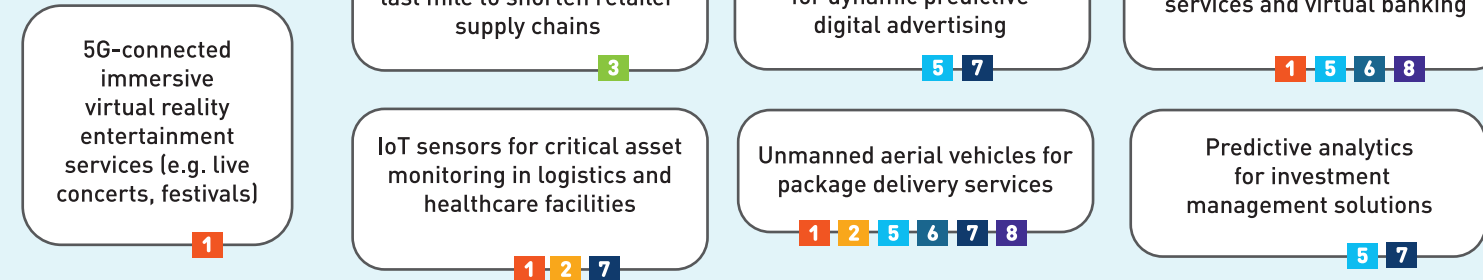 5G-connected
immersive
virtual reality
entertainment
services (e.g. live
concerts, festivals)
1
last mile to shorten retailer
supply chains
3
for dynamic predictive
digital advertising
5 7
services and virtual banking
1 5 6 8
IoT sensors for critical asset
monitoring in logistics and
healthcare facilities
1 2 7
Unmanned aerial vehicles for
package delivery services
1 2 5 6 7 8
Predictive analytics
for investment
management solutions
5 7